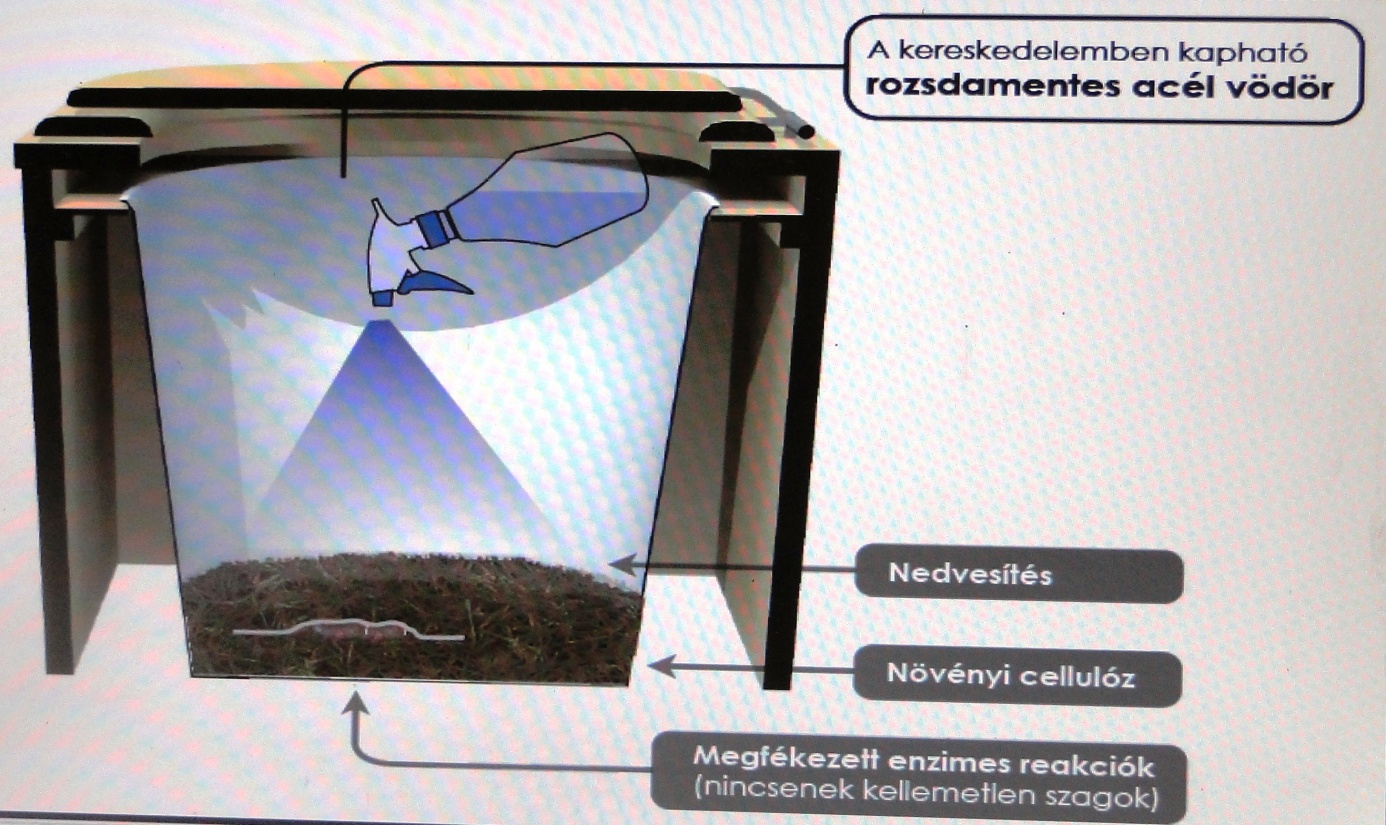 A kereskedelemben kapható
rozsdamentes acél vödör
Nedvesítés
Növényi cellulóz
Megfékezett enzimes reakciók
(nincsenek kellemetlen szagok)